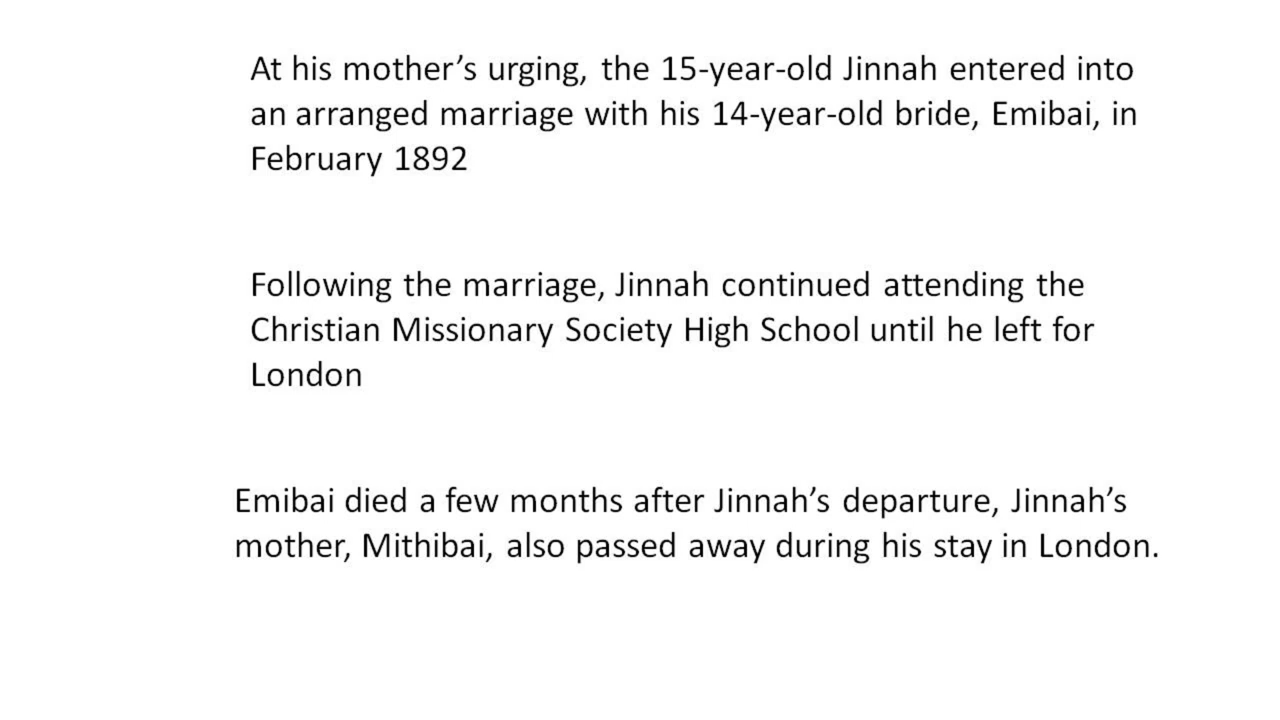 At his mother’s urging, the 15-year-old Jinnah entered into
an arranged marriage with his 14-year-old bride, Emibai, in
February 1892
Following the marriage, Jinnah continued attending the
Christian Missionary Society High School until he left for
London
Emibai died a few months after Jinnah’s departure, Jinnah’s
mother, Mithibai, also passed away during his stay in London.